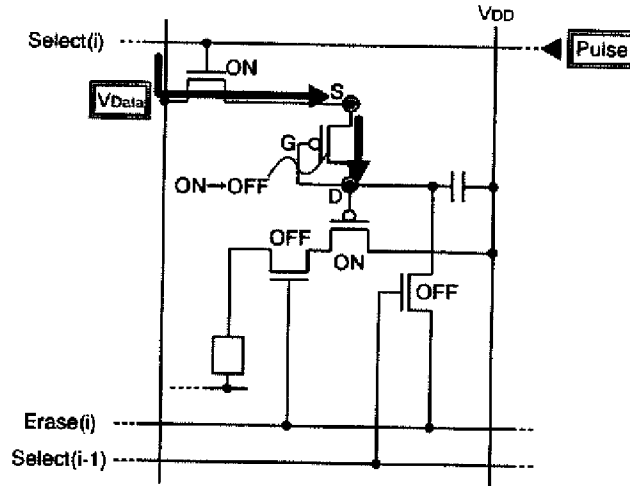 VDD
Select(i)
Pulse
ON
VData
S
G
ON→OFF
D
OFF
ON
OFF
Erase(i)
Select(i-1)